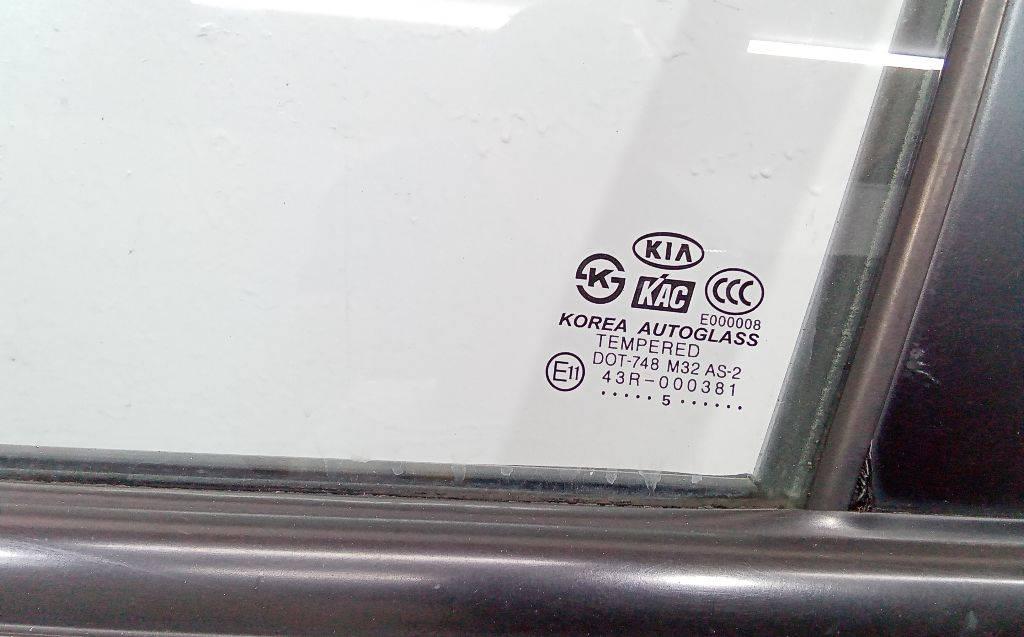 KIA
K
KAC
CCC
E000008
KOREA AUTOGLASS
TEMPERED
DOT-748 M32 AS-2
E11
43R-000381
..... 5 ......